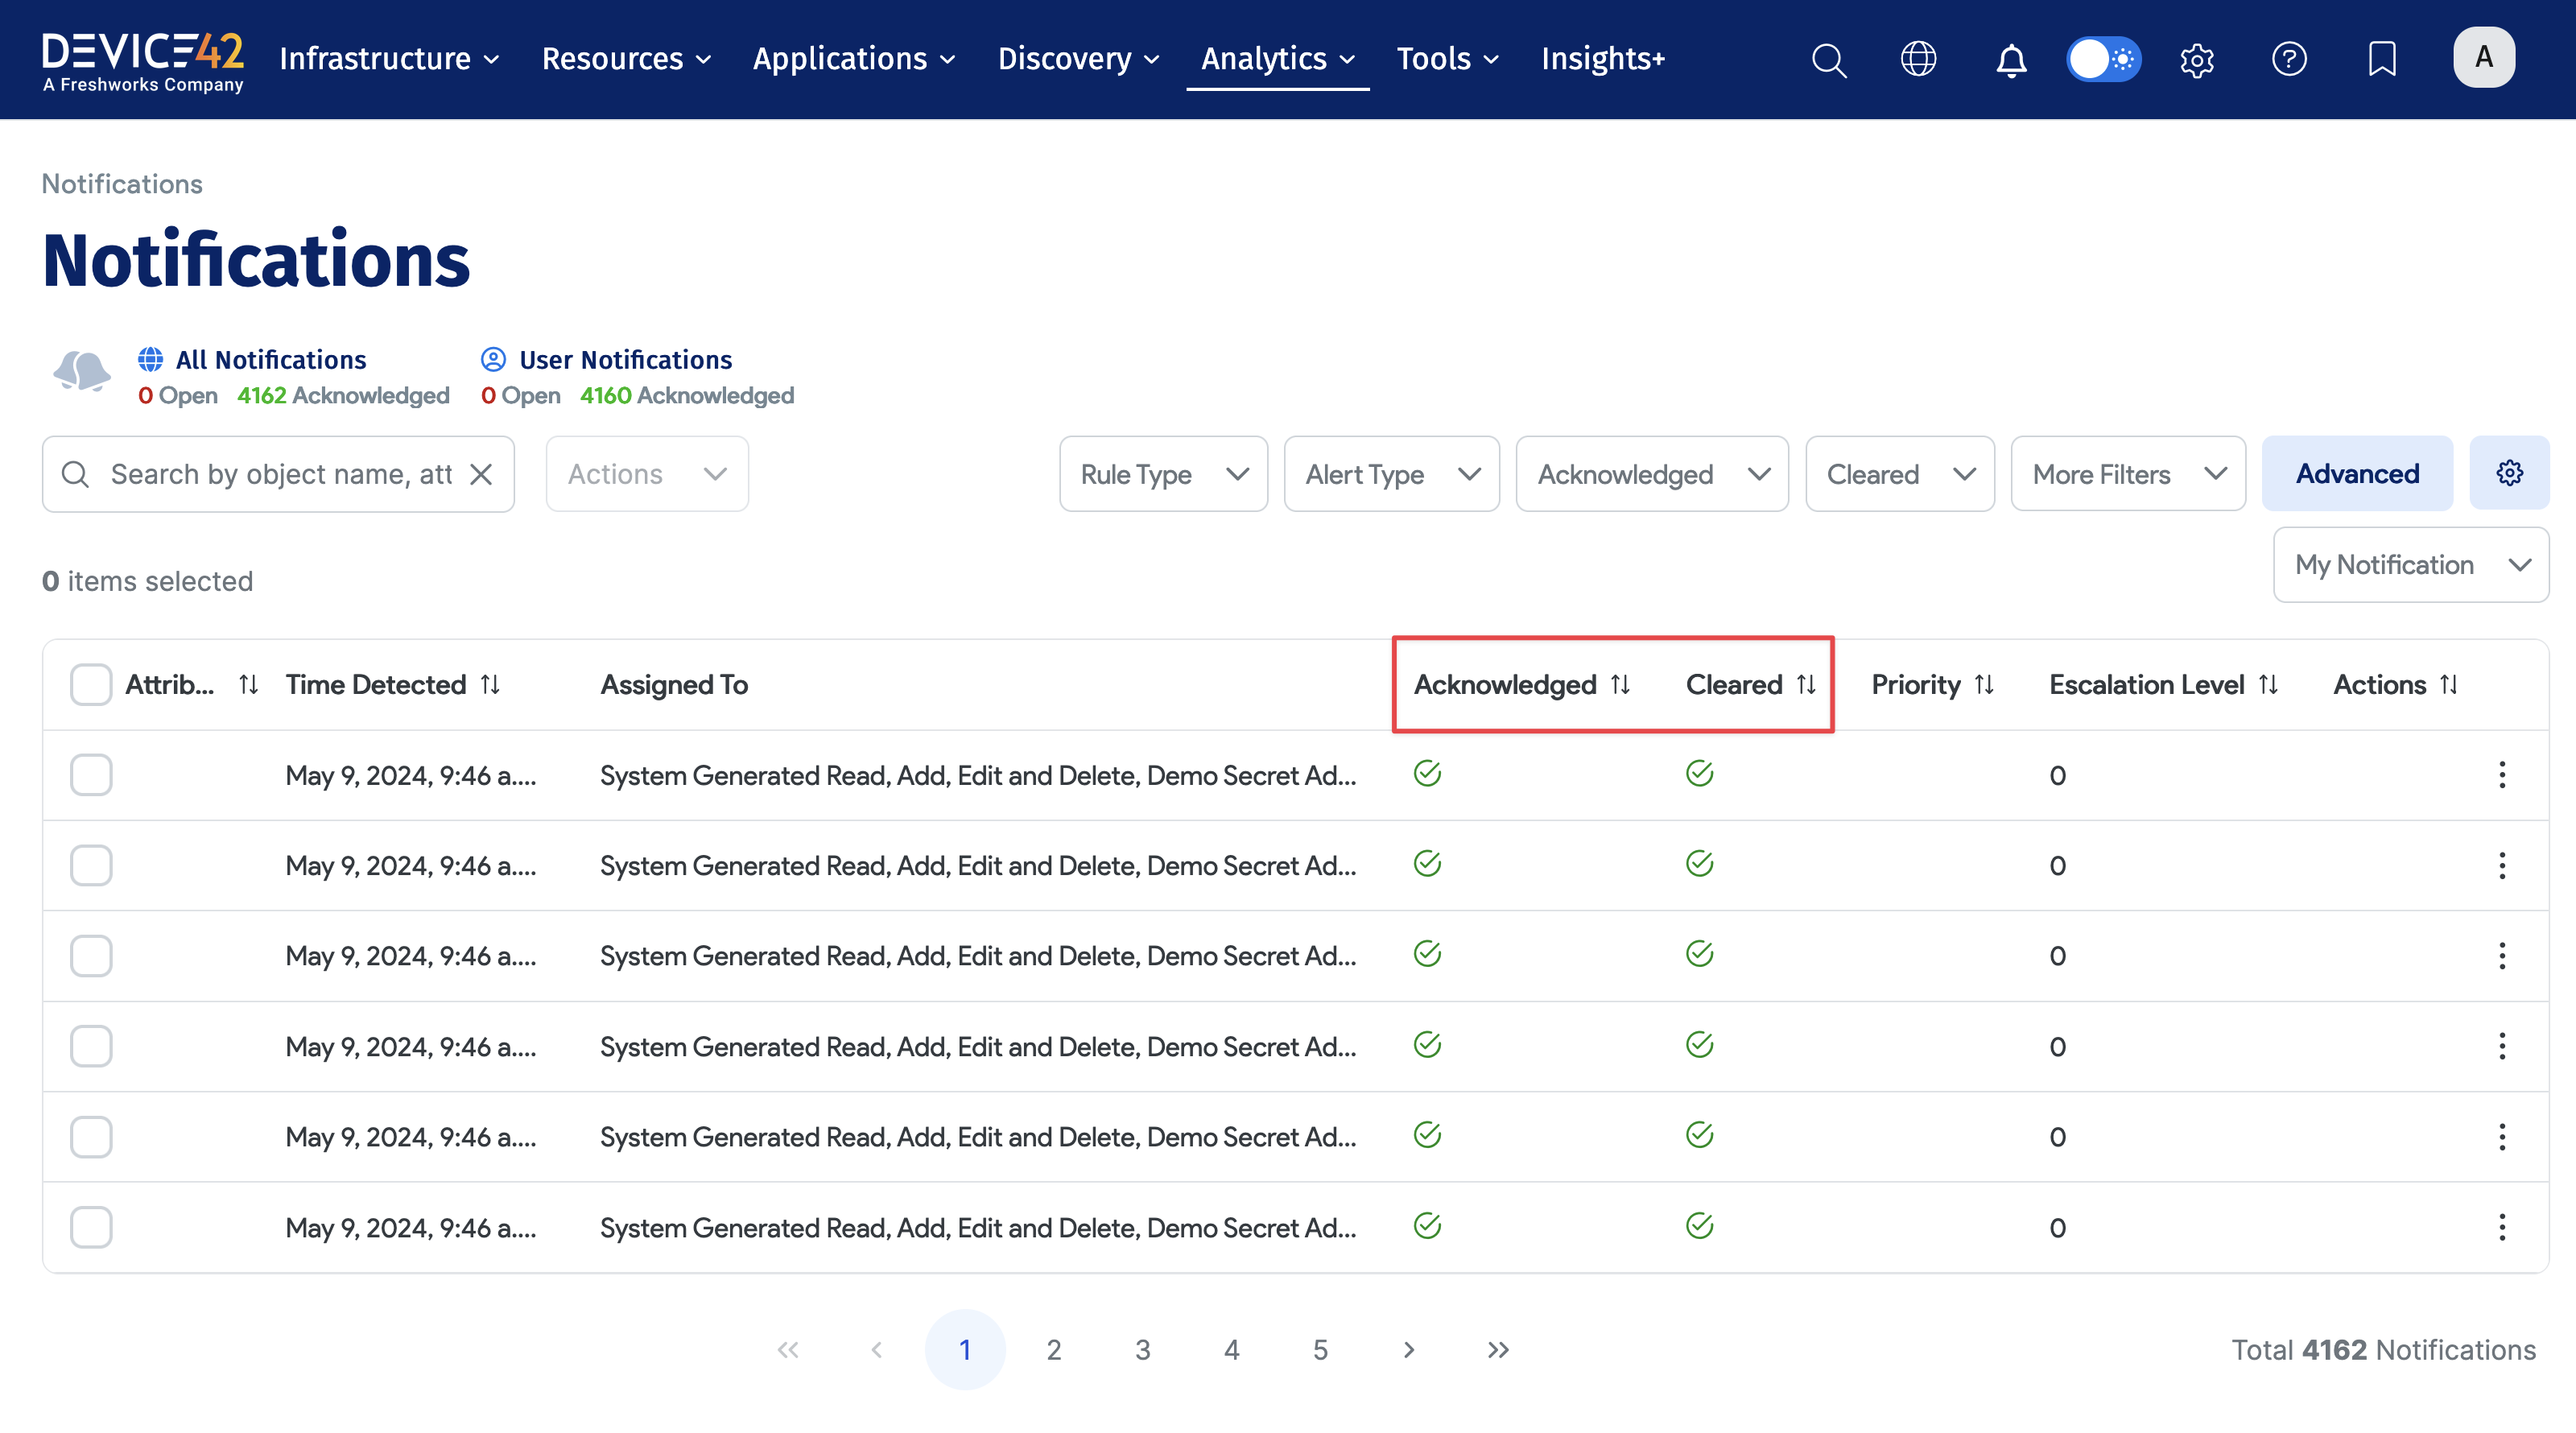 DEVICE42
A Freshworks Company
Infrastructure
Resources
Applications
Discovery
Analytics
Tools
Insights+
A
Notifications
Notifications
All Notifications
0 Open 4162 Acknowledged
User Notifications
0 Open 4160 Acknowledged
Search by object name, att
Actions
Rule Type
Alert Type
Acknowledged
Cleared
More Filters
Advanced
0 items selected
My Notification
Attrib... Time Detected Assigned To Acknowledged Cleared Priority Escalation Level Actions
May 9, 2024, 9:46 a.... System Generated Read, Add, Edit and Delete, Demo Secret Ad... 0
May 9, 2024, 9:46 a.... System Generated Read, Add, Edit and Delete, Demo Secret Ad... 0
May 9, 2024, 9:46 a.... System Generated Read, Add, Edit and Delete, Demo Secret Ad... 0
May 9, 2024, 9:46 a.... System Generated Read, Add, Edit and Delete, Demo Secret Ad... 0
May 9, 2024, 9:46 a.... System Generated Read, Add, Edit and Delete, Demo Secret Ad... 0
May 9, 2024, 9:46 a.... System Generated Read, Add, Edit and Delete, Demo Secret Ad... 0
1 2 3 4 5
Total 4162 Notifications